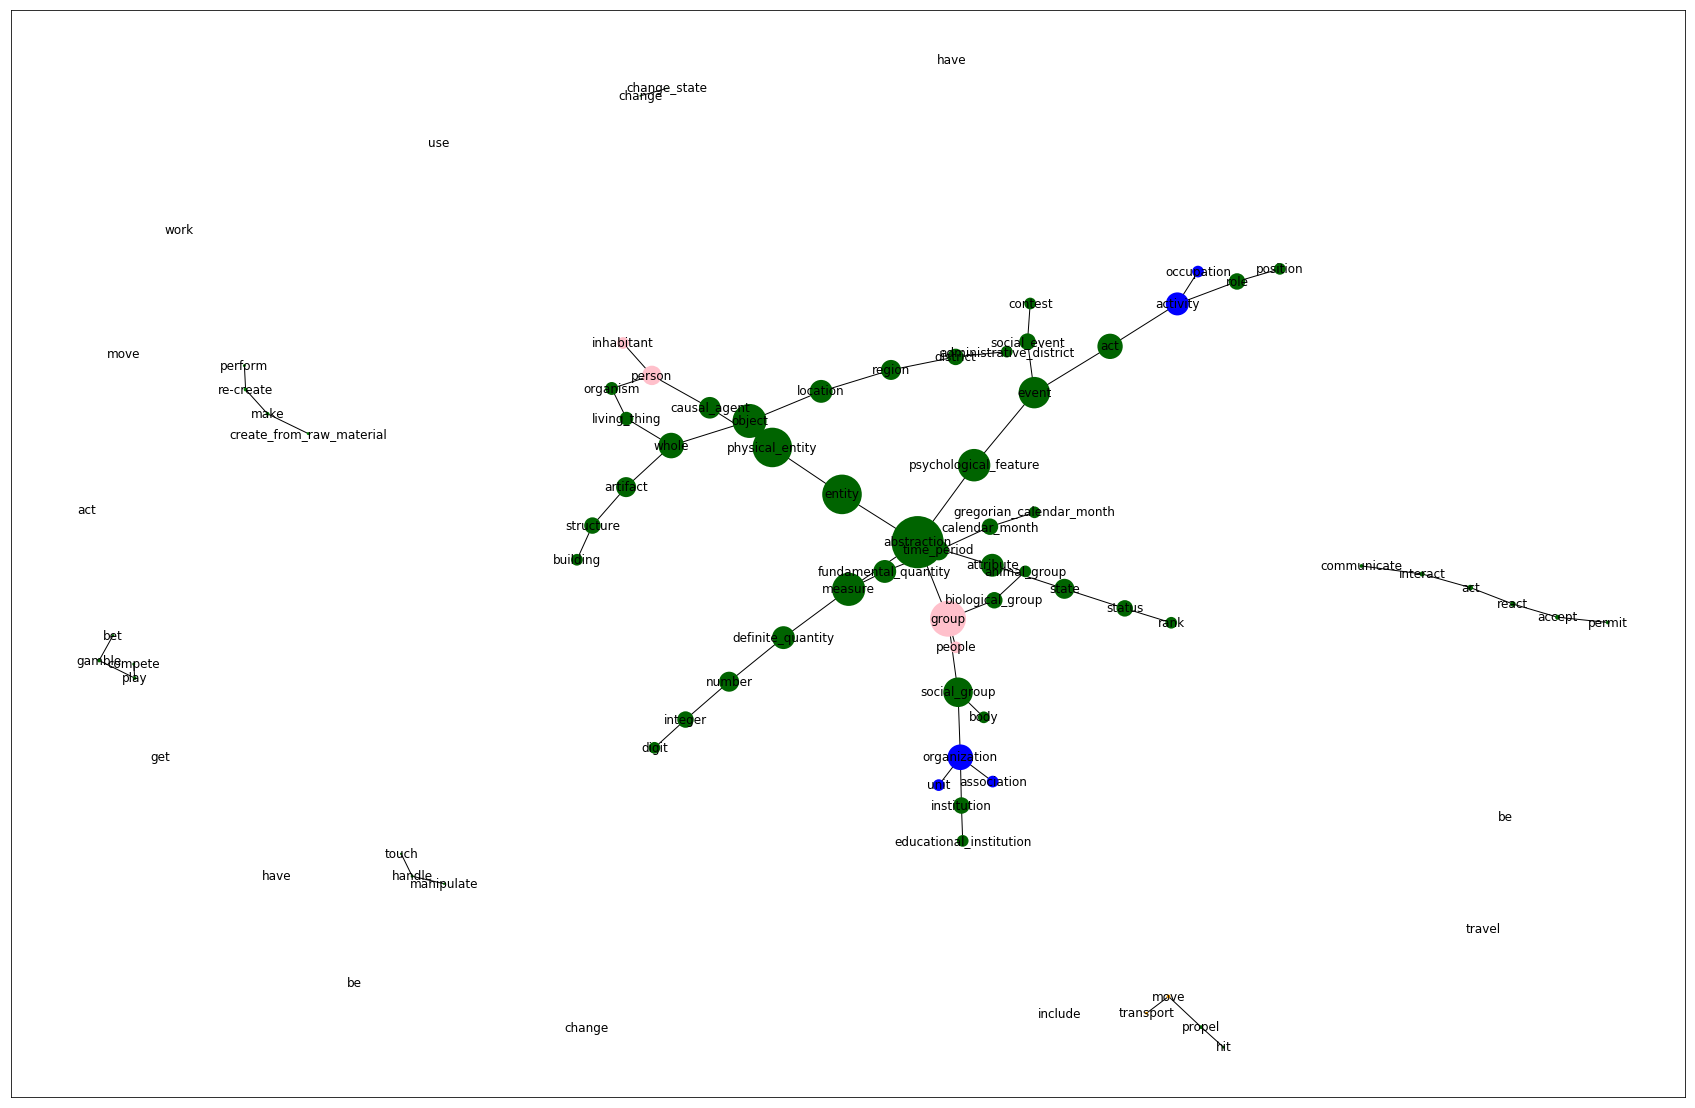 have
change_state
change
use
work
occupation
position
role
activity
contest
inhabitant
social_event
act
administrative_district
move
district
perform
region
person
organism
re-create
location
event
causal_agent
make
living_thing
object
create_from_raw_material
whole
physical_entity
psychological_feature
artifact
entity
act
gregorian_calendar_month
structure
calendar_month
abstraction
time_period
building
attribute
communicate
fundamental_quantity
animal_group
interact
measure
state
act
biological_group
react
status
accept
group
rank
permit
bet
definite_quantity
people
gamble
compete
play
number
social_group
body
integer
digit
get
organization
association
unit
institution
be
educational_institution
touch
have
handle
manipulate
travel
be
move
transport
include
propel
change
hit